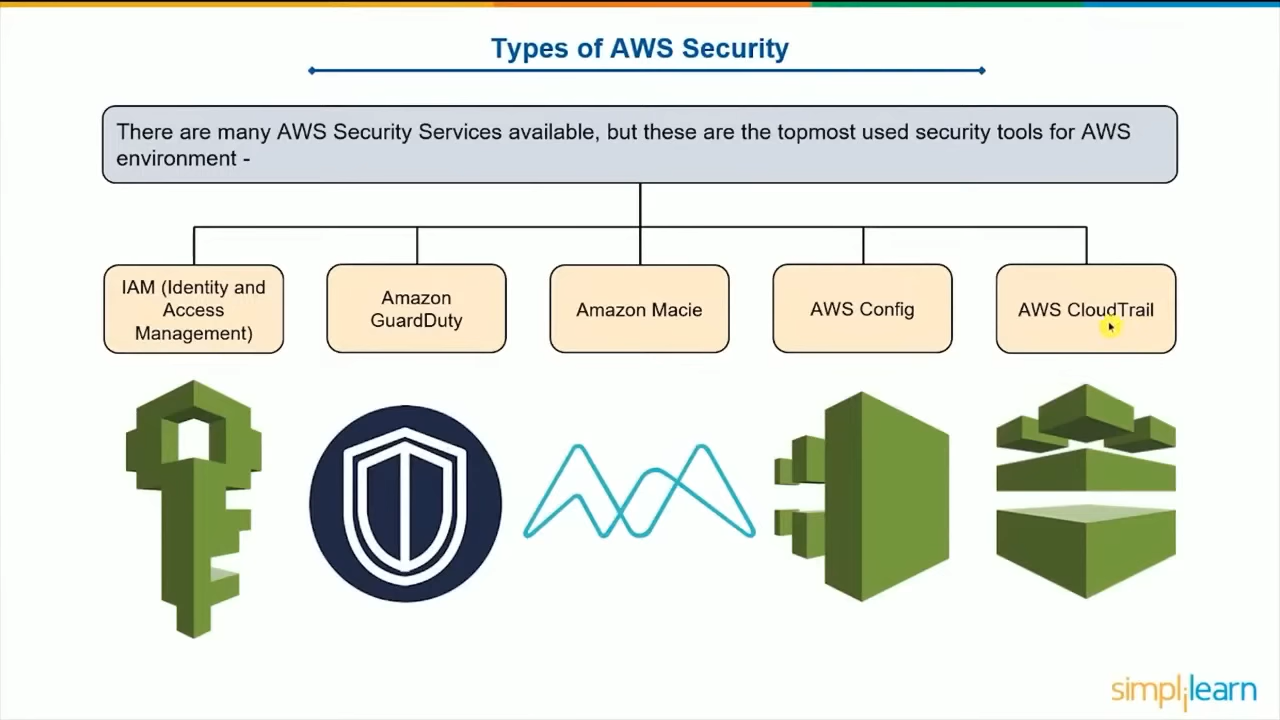 Types of AWS Security
There are many AWS Security Services available, but these are the topmost used security tools for AWS
environment -
IAM (Identity and
Access
Management)
Amazon
GuardDuty
Amazon Macie
AWS Config
AWS CloudTrail
simplilearn